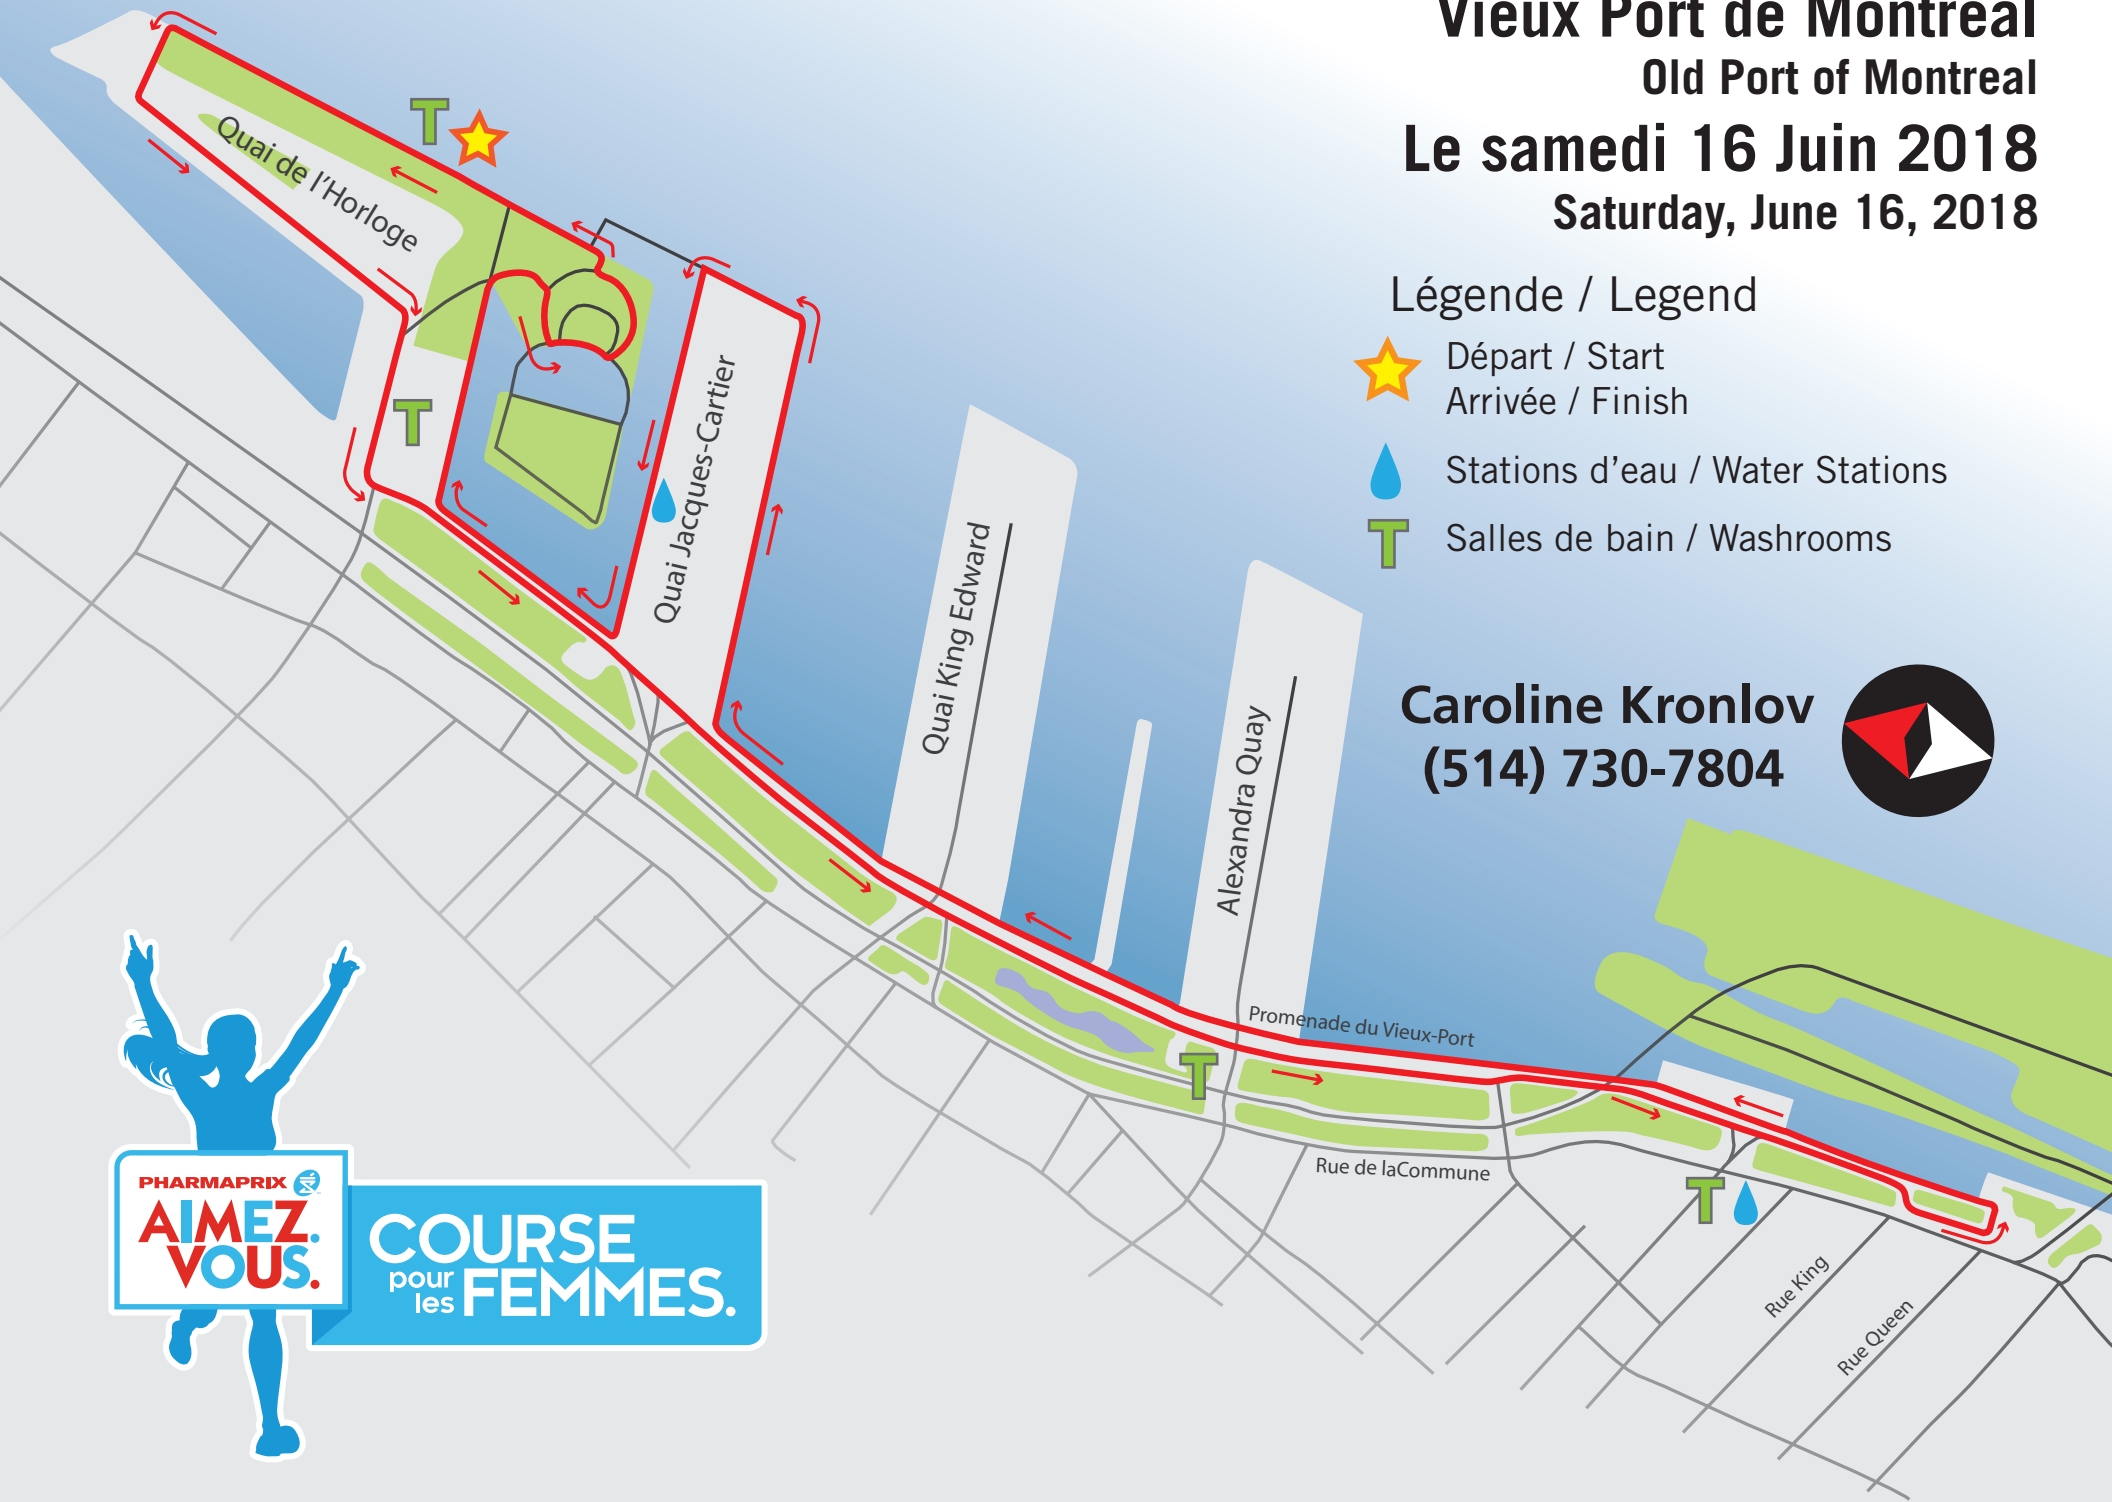 Vieux Port de Montréal
Old Port of Montreal
Le samedi 16 Juin 2018
Saturday, June 16, 2018
Légende / Legend
Départ / Start
Arrivée / Finish
Stations d'eau / Water Stations
T Salles de bain / Washrooms
Caroline Kronlov
(514) 730-7804
T
Quai de l'Horloge
T
Quai Jacques-Cartier
Quai King Edward
Alexandra Quay
Promenade du Vieux-Port
T
Rue de laCommune
T
Rue King
Rue Queen
PHARMAPRIX
AIMEZ.
VOUS.
COURSE
pour
les FEMMES.